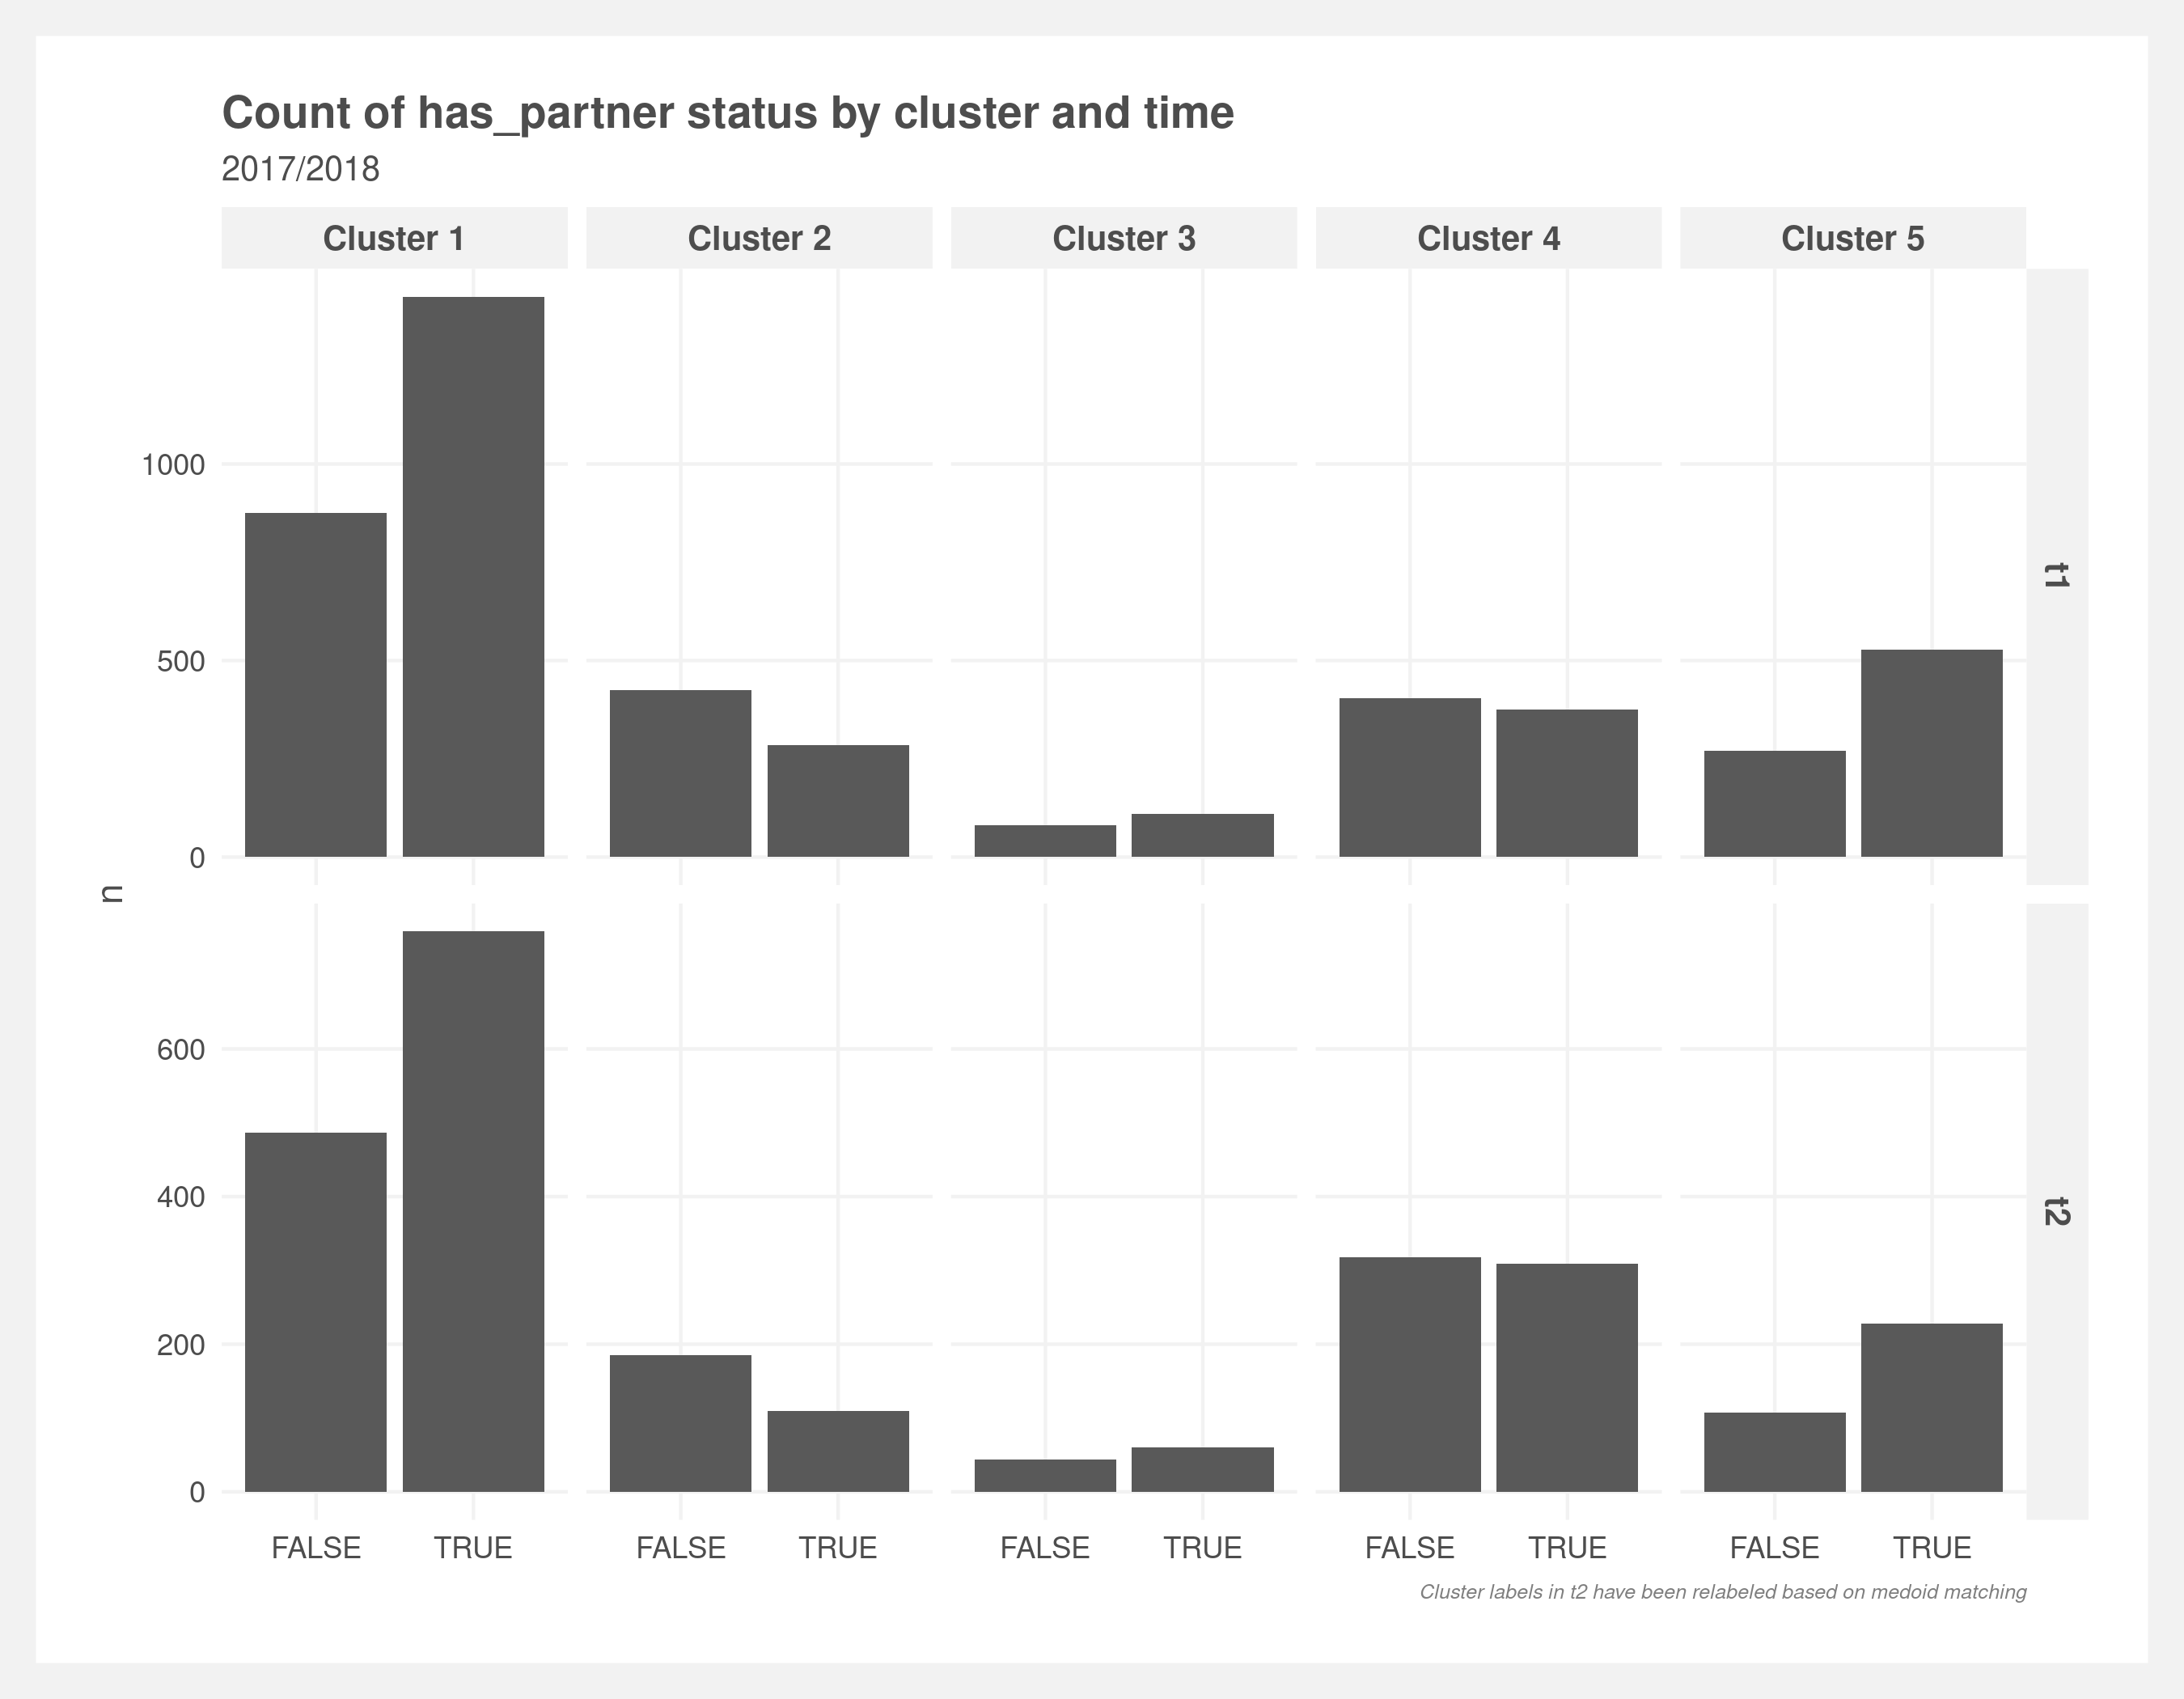 Count of has_partner status by cluster and time
2017/2018
Cluster 1 Cluster 2 Cluster 3 Cluster 4 Cluster 5
1000
500
0
t1
n
600
400
200
0
t2
FALSE TRUE FALSE TRUE FALSE TRUE FALSE TRUE FALSE TRUE
Cluster labels in t2 have been relabeled based on medoid matching